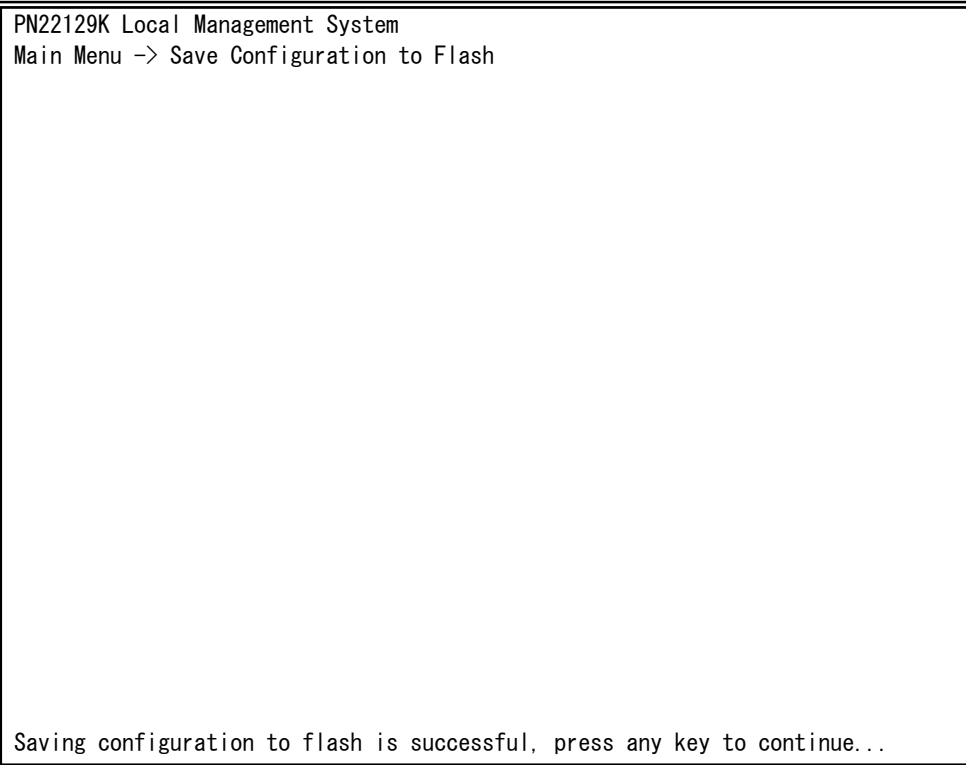 PN22129K Local Management System
Main Menu -> Save Configuration to Flash
Saving configuration to flash is successful, press any key to continue...